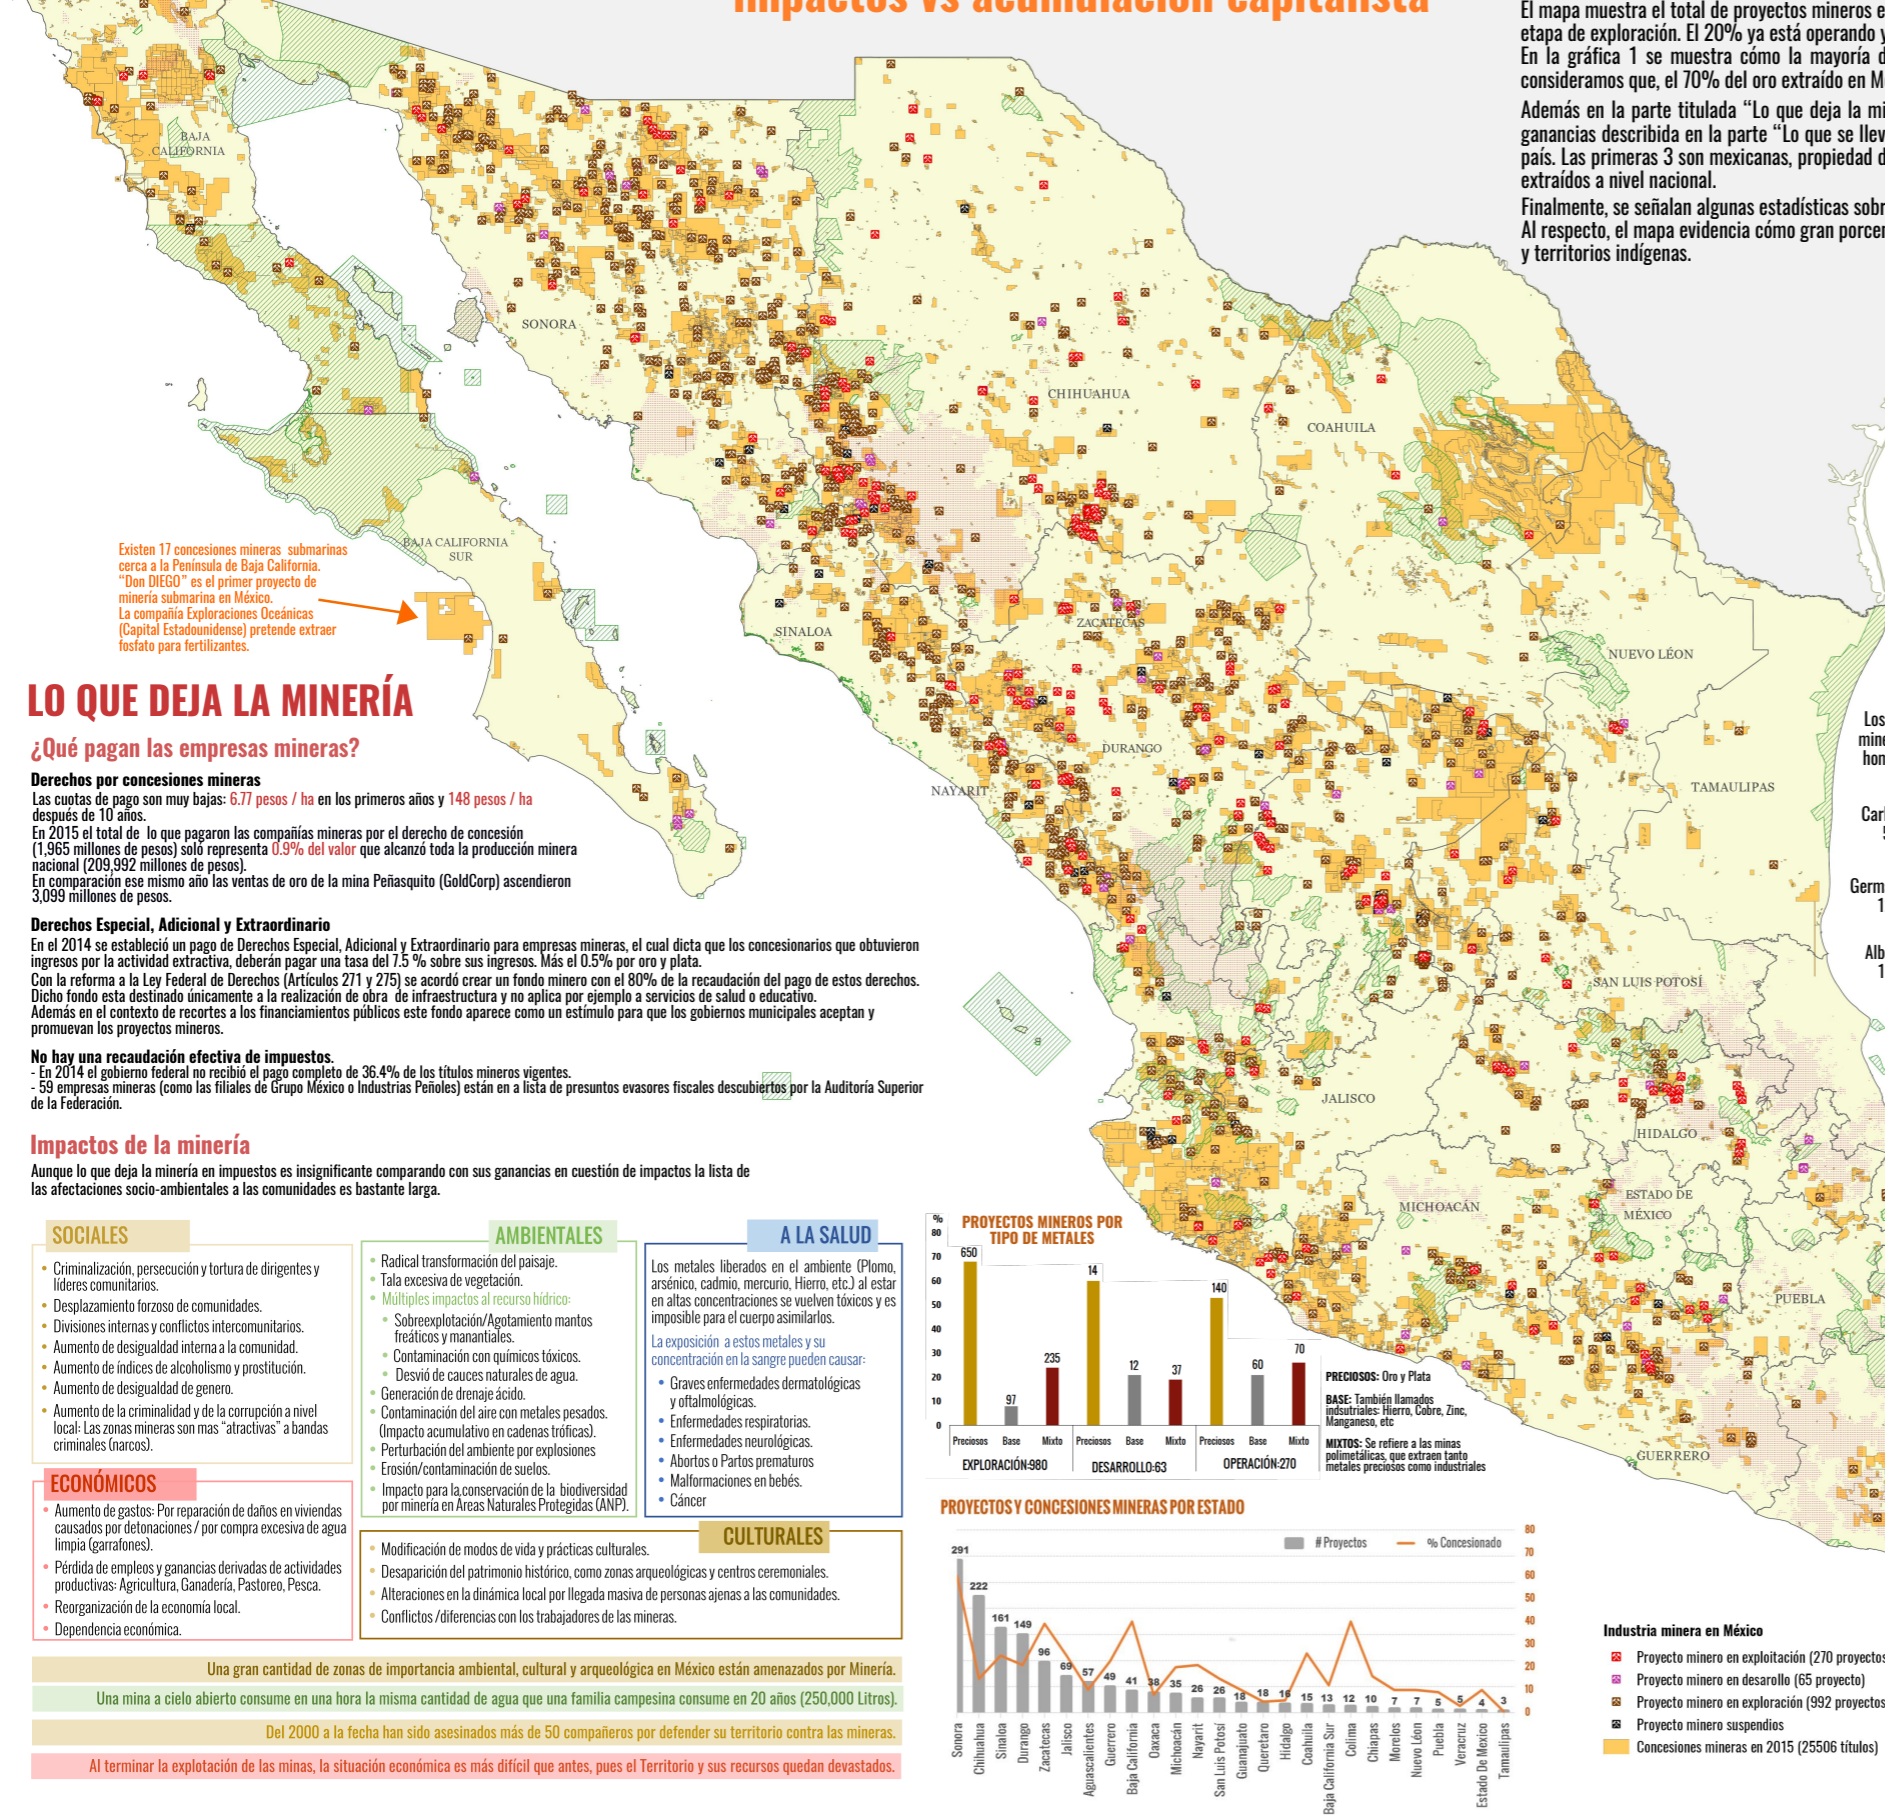 Impactos vs acumulación capitalista
El mapa muestra el total de proyectos mineros e
etapa de exploración. El 20% ya está operando y
En la gráfica 1 se muestra cómo la mayoría d
consideramos que, el 70% del oro extraído en M
Además en la parte titulada “Lo que deja la mi
ganancias describida en la parte “Lo que se llev
país. Las primeras 3 son mexicanas, propiedad d
extraídos a nivel nacional.
Finalmente, se señalan algunas estadísticas sobr
Al respecto, el mapa evidencia cómo gran porcen
y territorios indígenas.
BAJA
CALIFORNIA
SONORA
CHIHUAHUA
COAHUILA
BAJA CALIFORNIA
SUR
SINALOA
ZACATECAS
NUEVO LÉON
DURANGO
NAYARIT
TAMAULIPAS
SAN LUIS POTOSÍ
JALISCO
HIDALGO
ESTADO DE
MÉXICO
MICHOACÁN
PUEBLA
GUERRERO
Los
mine
hon
Carl
Germ
1
Alb
1
Existen 17 concesiones mineras submarinas
cerca a la Península de Baja California.
“Don DIEGO” es el primer proyecto de
minería submarina en México.
La compañía Exploraciones Oceánicas
(Capital Estadounidense) pretende extraer
fosfato para fertilizantes.
LO QUE DEJA LA MINERÍA
¿Qué pagan las empresas mineras?
Derechos por concesiones mineras
Las cuotas de pago son muy bajas: 6.77 pesos / ha en los primeros años y 148 pesos / ha
después de 10 años.
En 2015 el total de lo que pagaron las compañías mineras por el derecho de concesión
(1,965 millones de pesos) soló representa 0.9% del valor que alcanzó toda la producción minera
nacional (209,992 millones de pesos).
En comparación ese mismo año las ventas de oro de la mina Peñasquito (GoldCorp) ascendieron
3,099 millones de pesos.
Derechos Especial, Adicional y Extraordinario
En el 2014 se estableció un pago de Derechos Especial, Adicional y Extraordinario para empresas mineras, el cual dicta que los concesionarios que obtuvieron
ingresos por la actividad extractiva, deberán pagar una tasa del 7.5 % sobre sus ingresos. Más el 0.5% por oro y plata.
Con la reforma a la Ley Federal de Derechos (Artículos 271 y 275) se acordó crear un fondo minero con el 80% de la recaudación del pago de estos derechos.
Dicho fondo esta destinado únicamente a la realización de obra de infraestructura y no aplica por ejemplo a servicios de salud o educativo.
Además en el contexto de recortes a los financiamientos públicos este fondo aparece como un estímulo para que los gobiernos municipales aceptan y
promuevan los proyectos mineros.
No hay una recaudación efectiva de impuestos.
- En 2014 el gobierno federal no recibió el pago completo de 36.4% de los títulos mineros vigentes.
- 59 empresas mineras (como las filiales de Grupo México o Industrias Peñoles) están en a lista de presuntos evasores fiscales descubiertos por la Auditoría Superior
de la Federación.
Impactos de la minería
Aunque lo que deja la minería en impuestos es insignificante comparando con sus ganancias en cuestión de impactos la lista de
las afectaciones socio-ambientales a las comunidades es bastante larga.
SOCIALES
• Criminalización, persecución y tortura de dirigentes y
líderes comunitarios.
• Desplazamiento forzoso de comunidades.
• Divisiones internas y conflictos intercomunitarios.
• Aumento de desigualdad interna a la comunidad.
• Aumento de índices de alcoholismo y prostitución.
• Aumento de desigualdad de genero.
• Aumento de la criminalidad y de la corrupción a nivel
local: Las zonas mineras son mas “atractivas” a bandas
criminales (narcos).
ECONÓMICOS
• Aumento de gastos: Por reparación de daños en viviendas
causados por detonaciones / por compra excesiva de agua
limpia (garrafones).
• Pérdida de empleos y ganancias derivadas de actividades
productivas: Agricultura, Ganadería, Pastoreo, Pesca.
• Reorganización de la economía local.
• Dependencia económica.
AMBIENTALES
• Radical transformación del paisaje.
• Tala excesiva de vegetación.
• Múltiples impactos al recurso hídrico:
• Sobreexplotación/Agotamiento mantos
freáticos y manantiales.
• Contaminación con químicos tóxicos.
• Desvió de cauces naturales de agua.
• Generación de drenaje ácido.
• Contaminación del aire con metales pesados.
(Impacto acumulativo en cadenas tróficas).
• Perturbación del ambiente por explosiones
• Erosión/contaminación de suelos.
• Impacto para la,conservación de la biodiversidad
por minería en Areas Naturales Protegidas (ANP).
A LA SALUD
Los metales liberados en el ambiente (Plomo,
arsénico, cadmio, mercurio, Hierro, etc.) al estar
en altas concentraciones se vuelven tóxicos y es
imposible para el cuerpo asimilarlos.
La exposición a estos metales y su
concentración en la sangre pueden causar:
• Graves enfermedades dermatológicas
y oftalmológicas.
• Enfermedades respiratorias.
• Enfermedades neurológicas.
• Abortos o Partos prematuros
• Malformaciones en bebés.
• Cáncer
CULTURALES
• Modificación de modos de vida y prácticas culturales.
• Desaparición del patrimonio histórico, como zonas arqueológicas y centros ceremoniales.
• Alteraciones en la dinámica local por llegada masiva de personas ajenas a las comunidades.
• Conflictos /diferencias con los trabajadores de las mineras.
Una gran cantidad de zonas de importancia ambiental, cultural y arqueológica en México están amenazados por Minería.
Una mina a cielo abierto consume en una hora la misma cantidad de agua que una familia campesina consume en 20 años (250,000 Litros).
Del 2000 a la fecha han sido asesinados más de 50 compañeros por defender su territorio contra las mineras.
Al terminar la explotación de las minas, la situación económica es más difícil que antes, pues el Territorio y sus recursos quedan devastados.
PROYECTOS MINEROS POR
TIPO DE METALES
%
80
70
60
50
40
30
20
10
0
650
97
235
14
12
37
140
60
70
Preciosos Base Mixto Preciosos Base Mixto Preciosos Base Mixto
EXPLORACIÓN:980 DESARROLLO:63 OPERACIÓN:270
PRECIOSOS: Oro y Plata
BASE: También llamados
indsutriales: Hierro, Cobre, Zinc,
Manganeso, etc
MIXTOS: Se refiere a las minas
polimetálicas, que extraen tanto
metales preciosos como industriales
PROYECTOS Y CONCESIONES MINERAS POR ESTADO
# Proyectos % Concesionado
291 222 161 149 96 69 57 49 41 38 35 26 26 18 18 16 15 13 12 10 7 7 5 5 4 3
80
70
60
50
40
30
20
10
0
Sonora
Chihuahua
Sinaloa
Durango
Zacatecas
Jalisco
Aguascalientes
Guerrero
Baja California
Oaxaca
Michoacán
Nayarit
San Luis Potosí
Guanajuato
Queretaro
Hidalgo
Coahuila
Baja California Sur
Colima
Chiapas
Morelos
Nuevo Léon
Puebla
Veracruz
Estado De Mexico
Tamaulipas
Industria minera en México
Proyecto minero en exploitación (270 proyectos
Proyecto minero en desarollo (65 proyecto)
Proyecto minero en exploración (992 proyectos
Proyecto minero suspendios
Concesiones mineras en 2015 (25506 títulos)